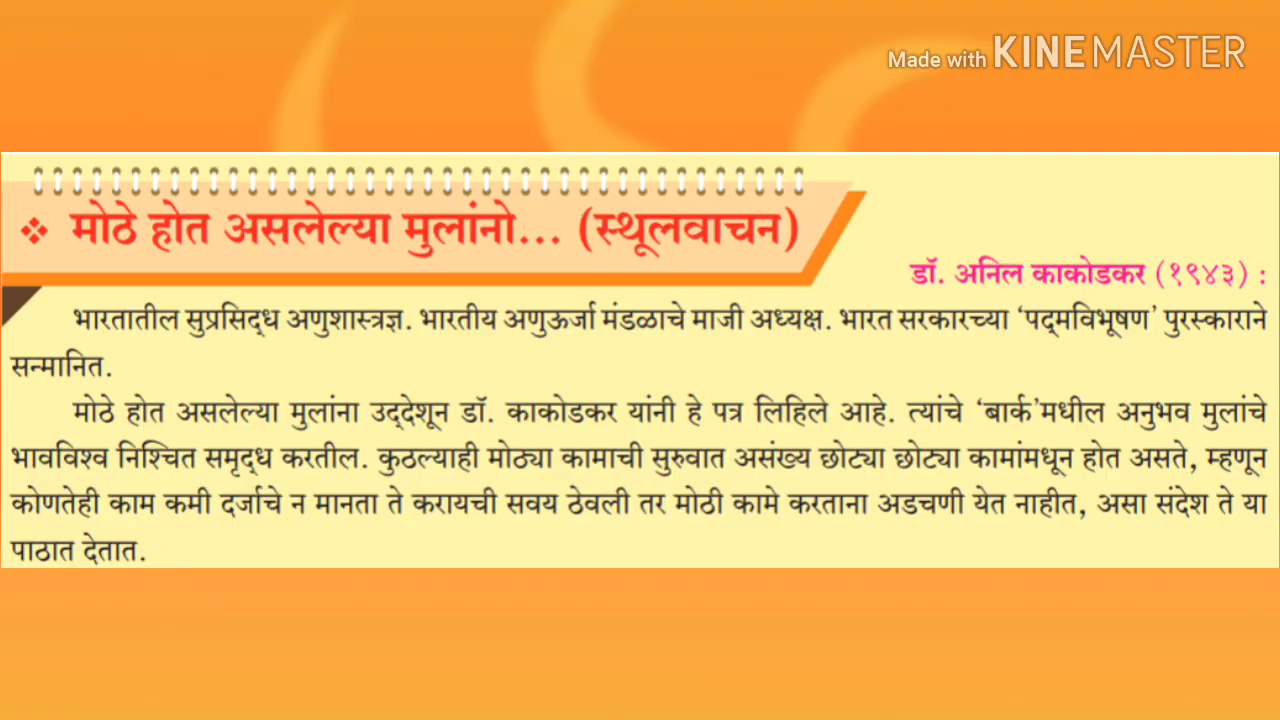 Made with KINEMASTER
❖ मोठे होत असलेल्या मुलांनो... (स्थूलवाचन)
डॉ. अनिल काकोडकर (१९४३) :
भारतातील सुप्रसिद्ध अणुशास्त्रज्ञ. भारतीय अणुऊर्जा मंडळाचे माजी अध्यक्ष. भारत सरकारच्या ‘पद्मविभूषण’ पुरस्काराने
सन्मानित.
मोठे होत असलेल्या मुलांना उद्देशून डॉ. काकोडकर यांनी हे पत्र लिहिले आहे. त्यांचे ‘बार्क’मधील अनुभव मुलांचे
भावविश्व निश्चित समृद्ध करतील. कुठल्याही मोठ्या कामाची सुरुवात असंख्य छोट्या छोट्या कामांमधून होत असते, म्हणून
कोणतेही काम कमी दर्जाचे न मानता ते करायची सवय ठेवली तर मोठी कामे करताना अडचणी येत नाहीत, असा संदेश ते या
पाठात देतात.